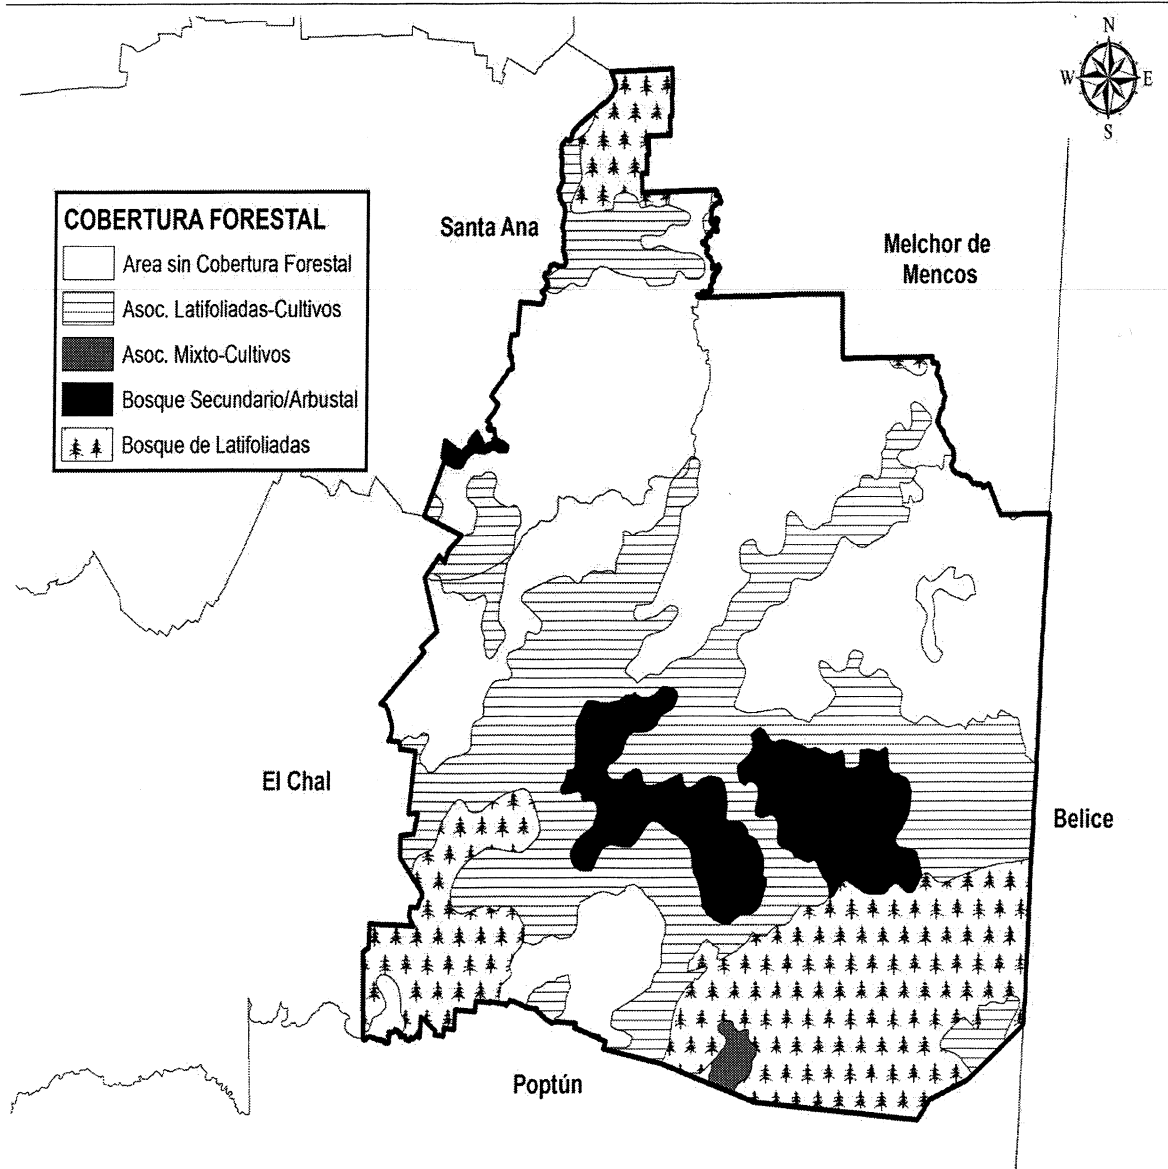 N
W
E
S
COBERTURA FORESTAL
Area sin Cobertura Forestal
Asoc. Latifoliadas-Cultivos
Asoc. Mixto-Cultivos
Bosque Secundario/Arbustal
Bosque de Latifoliadas
Santa Ana
Melchor de
Mencos
El Chal
Belice
Poptún